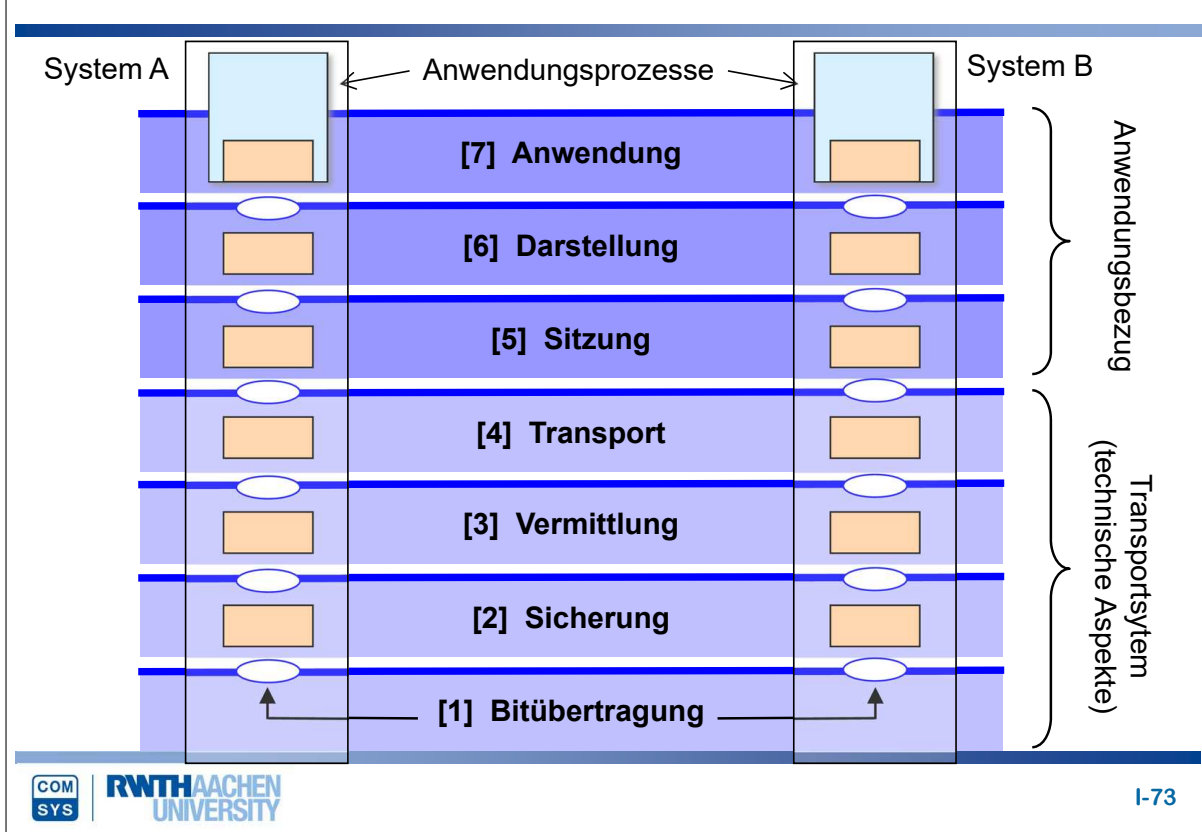 System A
Anwendungsprozesse
System B
[7] Anwendung
[6] Darstellung
[5] Sitzung
[4] Transport
[3] Vermittlung
[2] Sicherung
[1] Bitübertragung
Anwendungsbezug
Transportsytem
(technische Aspekte)
COM
SYS
RWTHAACHEN
UNIVERSITY
I-73